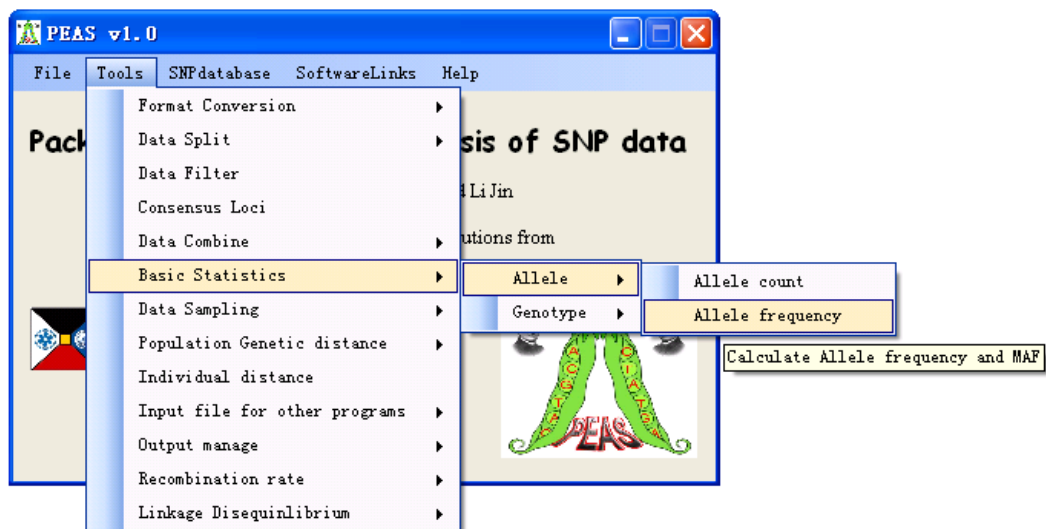 PEAS v1.0
File Tools SNPdatabase SoftwareLinks Help
Format Conversion
Pack
sis of SNP data
Data Split
Data Filter
Li Jin
Consensus Loci
Data Combine
utions from
Basic Statistics
Allele
Allele count
Data Sampling
Genotype
Allele frequency
Population Genetic distance
Calculate Allele frequency and MAF
Individual distance
Input file for other programs
Output manage
PEAS
Recombination rate
Linkage Disequinlibrium